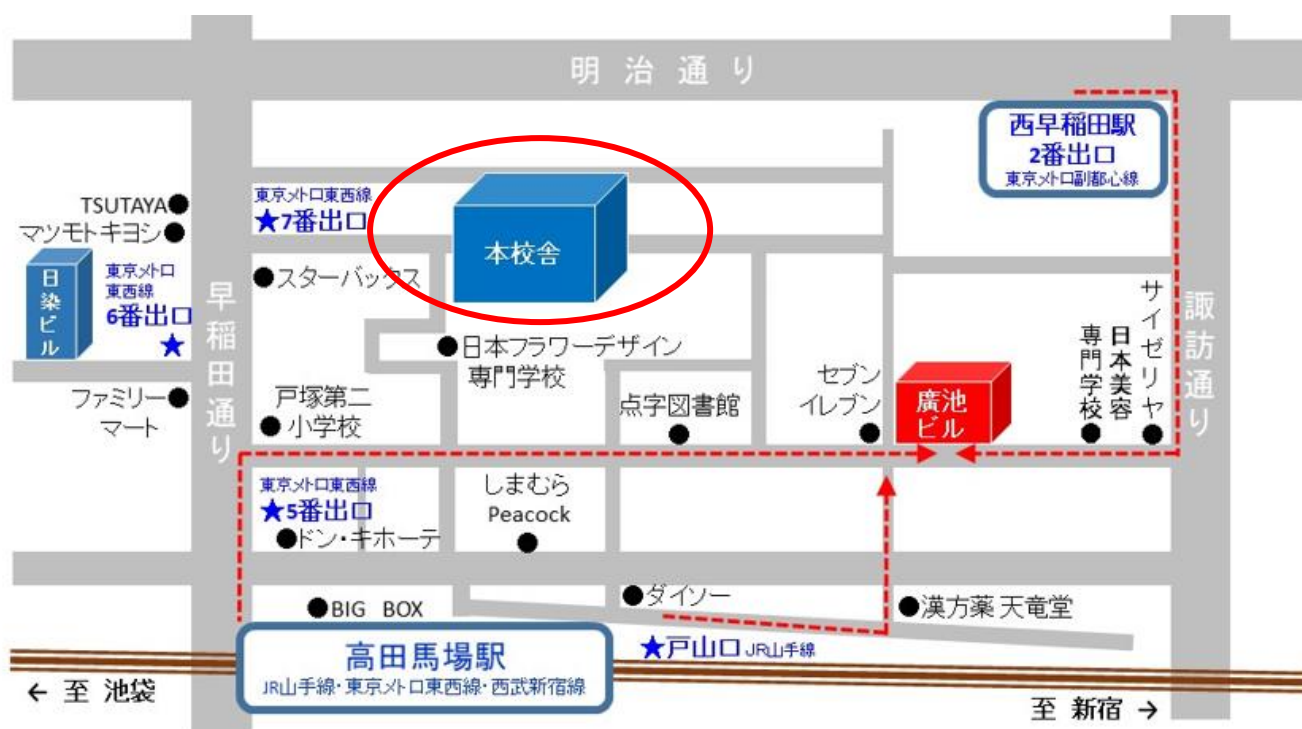 明治通り
西早稲田駅
2番出口
東京メトロ副都心線
TSUTAYA
マツモトキヨシ
東京メトロ東西線
★7番出口
本校舎
日染ビル
東京メトロ
東西線
6番出口
★
早稲田通り
スターバックス
諏訪通り
サイゼリヤ
日本美容
専門学校
日本フラワーデザイン
専門学校
ファミリー
マート
戸塚第二
小学校
点字図書館
セブン
イレブン
廣池
ビル
東京メトロ東西線
★5番出口
ドン・キホーテ
しまむら
Peacock
BIG BOX
ダイソー
漢方薬 天竜堂
高田馬場駅
JR山手線・東京メトロ東西線・西武新宿線
★戸山口 JR山手線
← 至 池袋
至 新宿 →